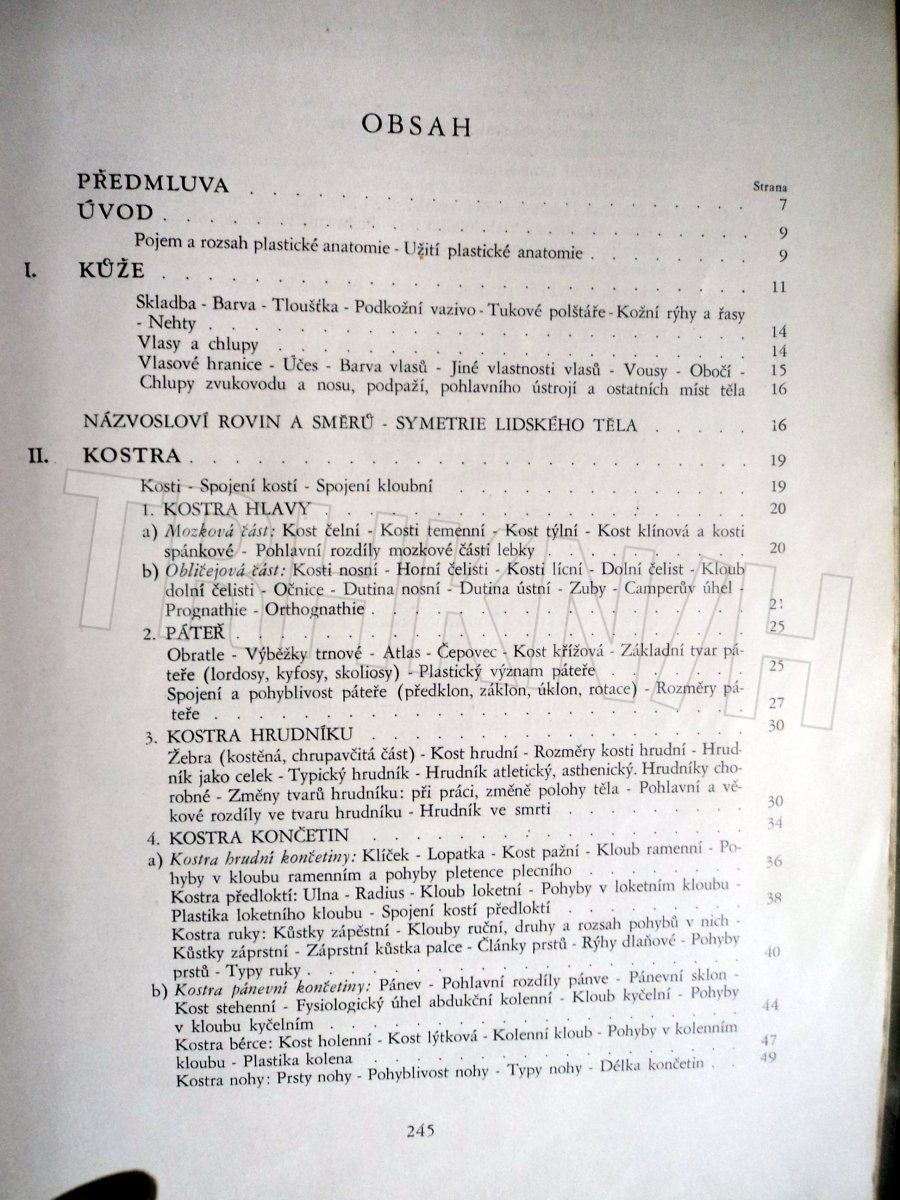 OBSAH
Strana
PŘEDMLUVA . . . . . . . . . . . . . . . . . . 7
ÚVOD . . . . . . . . . . . . . . . . . . . . 9
Pojem a rozsah plastické anatomie - Užití plastické anatomie . . . . . . . 9
I. KŮŽE . . . . . . . . . . . . . . . . . . . . 11
Skladba - Barva - Tloušťka - Podkožní vazivo - Tukové polštáře - Kožní rýhy a řasy
- Nehty . . . . . . . . . . . . . . . . . . . 14
Vlasy a chlupy . . . . . . . . . . . . . . . . 14
Vlasové hranice - Účes - Barva vlasů - Jiné vlastnosti vlasů - Vousy - Obočí - 15
Chlupy zvukovodu a nosu, podpaží, pohlavního ústrojí a ostatních míst těla 16
NÁZVOSLOVÍ ROVIN A SMĚRŮ - SYMETRIE LIDSKÉHO TĚLA . . . . . 16
II. KOSTRA . . . . . . . . . . . . . . . . . . . 19
Kosti - Spojení kostí - Spojení kloubní . . . . . . . . . . . . 19
1. KOSTRA HLAVY . . . . . . . . . . . . . . . . 20
a) Mozková část: Kost čelní - Kosti temenní - Kost týlní - Kost klínová a kosti
spánkové - Pohlavní rozdíly mozkové části lebky . . . . . . . . 20
b) Obličejová část: Kosti nosní - Horní čelisti - Kosti lícní - Dolní čelist - Kloub
dolní čelisti - Očnice - Dutina nosní - Dutina ústní - Zuby - Camperův úhel -
Prognathie - Orthognathie . . . . . . . . . . . . . . 21
2. PÁTEŘ . . . . . . . . . . . . . . . . . . . 25
Obratle - Výběžky trnové - Atlas - Čepovec - Kost křížová - Základní tvar pá-
teře (lordosy, kyfosy, skoliosy) - Plastický význam páteře . . . . . . 25
Spojení a pohyblivost páteře (předklon, záklon, úklon, rotace) - Rozměry pá-
teře . . . . . . . . . . . . . . . . . . . . 27
3. KOSTRA HRUDNÍKU . . . . . . . . . . . . . . 30
Žebra (kostěná, chrupavčitá část) - Kost hrudní - Rozměry kosti hrudní - Hrud-
ník jako celek - Typický hrudník - Hrudník atletický, asthenický. Hrudníky cho-
robné - Změny tvarů hrudníku: při práci, změně polohy těla - Pohlavní a vě-
kové rozdíly ve tvaru hrudníku - Hrudník ve smrti . . . . . . . 30
4. KOSTRA KONČETIN . . . . . . . . . . . . . . 34
a) Kostra hrudní končetiny: Klíček - Lopatka - Kost pažní - Kloub ramenní - Po-
hyby v kloubu ramenním a pohyby pletence plecního . . . . . . 36
Kostra předloktí: Ulna - Radius - Kloub loketní - Pohyby v loketním kloubu -
Plastika loketního kloubu - Spojení kostí předloktí . . . . . . . 38
Kostra ruky: Kůstky zápěstní - Klouby ruční, druhy a rozsah pohybů v nich -
Kůstky záprstní - Záprstní kůstka palce - Články prstů - Rýhy dlaňové - Pohyby
prstů - Typy ruky . . . . . . . . . . . . . . . . 40
b) Kostra pánevní končetiny: Pánev - Pohlavní rozdíly pánve - Pánevní sklon -
Kost stehenní - Fysiologický úhel abdukční kolenní - Kloub kyčelní - Pohyby
v kloubu kyčelním . . . . . . . . . . . . . . . . 44
Kostra bérce: Kost holenní - Kost lýtková - Kolenní kloub - Pohyby v kolenním
kloubu - Plastika kolena . . . . . . . . . . . . . . 47
Kostra nohy: Prsty nohy - Pohyblivost nohy - Typy nohy - Délka končetin . . 49
245